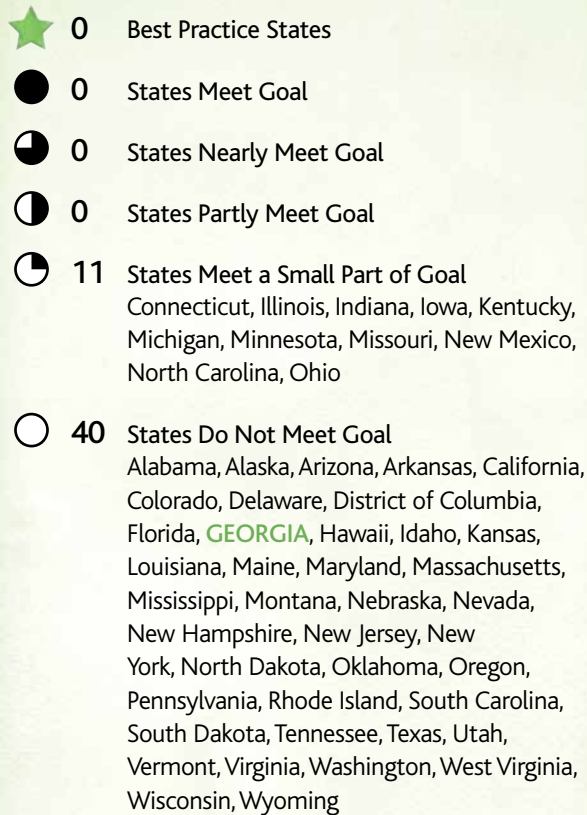 0 Best Practice States
0 States Meet Goal
0 States Nearly Meet Goal
0 States Partly Meet Goal
11 States Meet a Small Part of Goal
Connecticut, Illinois, Indiana, Iowa, Kentucky,
Michigan, Minnesota, Missouri, New Mexico,
North Carolina, Ohio
40 States Do Not Meet Goal
Alabama, Alaska, Arizona, Arkansas, California,
Colorado, Delaware, District of Columbia,
Florida, GEORGIA, Hawaii, Idaho, Kansas,
Louisiana, Maine, Maryland, Massachusetts,
Mississippi, Montana, Nebraska, Nevada,
New Hampshire, New Jersey, New
York, North Dakota, Oklahoma, Oregon,
Pennsylvania, Rhode Island, South Carolina,
South Dakota, Tennessee, Texas, Utah,
Vermont, Virginia, Washington, West Virginia,
Wisconsin, Wyoming